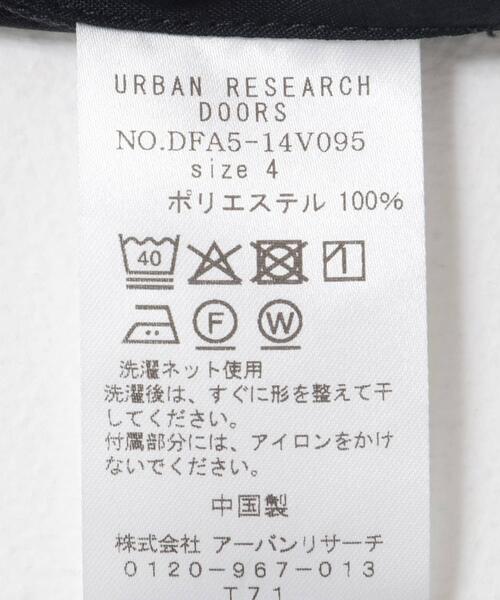 URBAN RESEARCH
DOORS
NO.DFA5-14V095
size 4
ポリエステル 100%
40
F W
洗濯ネット使用
洗濯後は、すぐに形を整えて干
してください。
付属部分には、アイロンをかけ
ないでください。
中国製
株式会社 アーバンリサーチ
0120-967-013
T71